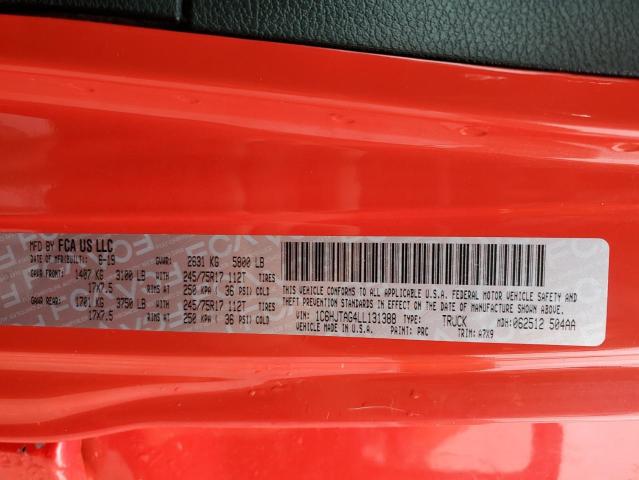 MFD BY FCA US LLC
DATE OF MFR(BUILT): 6-19 GVWR: 2631 KG 5800 LB
GAWR FRONT: 1407 KG 3100 LB WITH 245/75R17 112T TIRES
17X7.5 RIMS AT 250 KPA ( 36 PSI) COLD
GAWR REAR: 1701 KG 3750 LB WITH 245/75R17 112T TIRES
17X7.5 RIMS AT 250 KPA ( 36 PSI) COLD
THIS VEHICLE CONFORMS TO ALL APPLICABLE U.S.A. FEDERAL MOTOR VEHICLE SAFETY AND
THEFT PREVENTION STANDARDS IN EFFECT ON THE DATE OF MANUFACTURE SHOWN ABOVE.
VIN: 1C6HJTAG4LL131388 TYPE: TRUCK MDH: 062512 504AA
VEHICLE MADE IN U.S.A. PAINT: PRC TRIM: A7X9